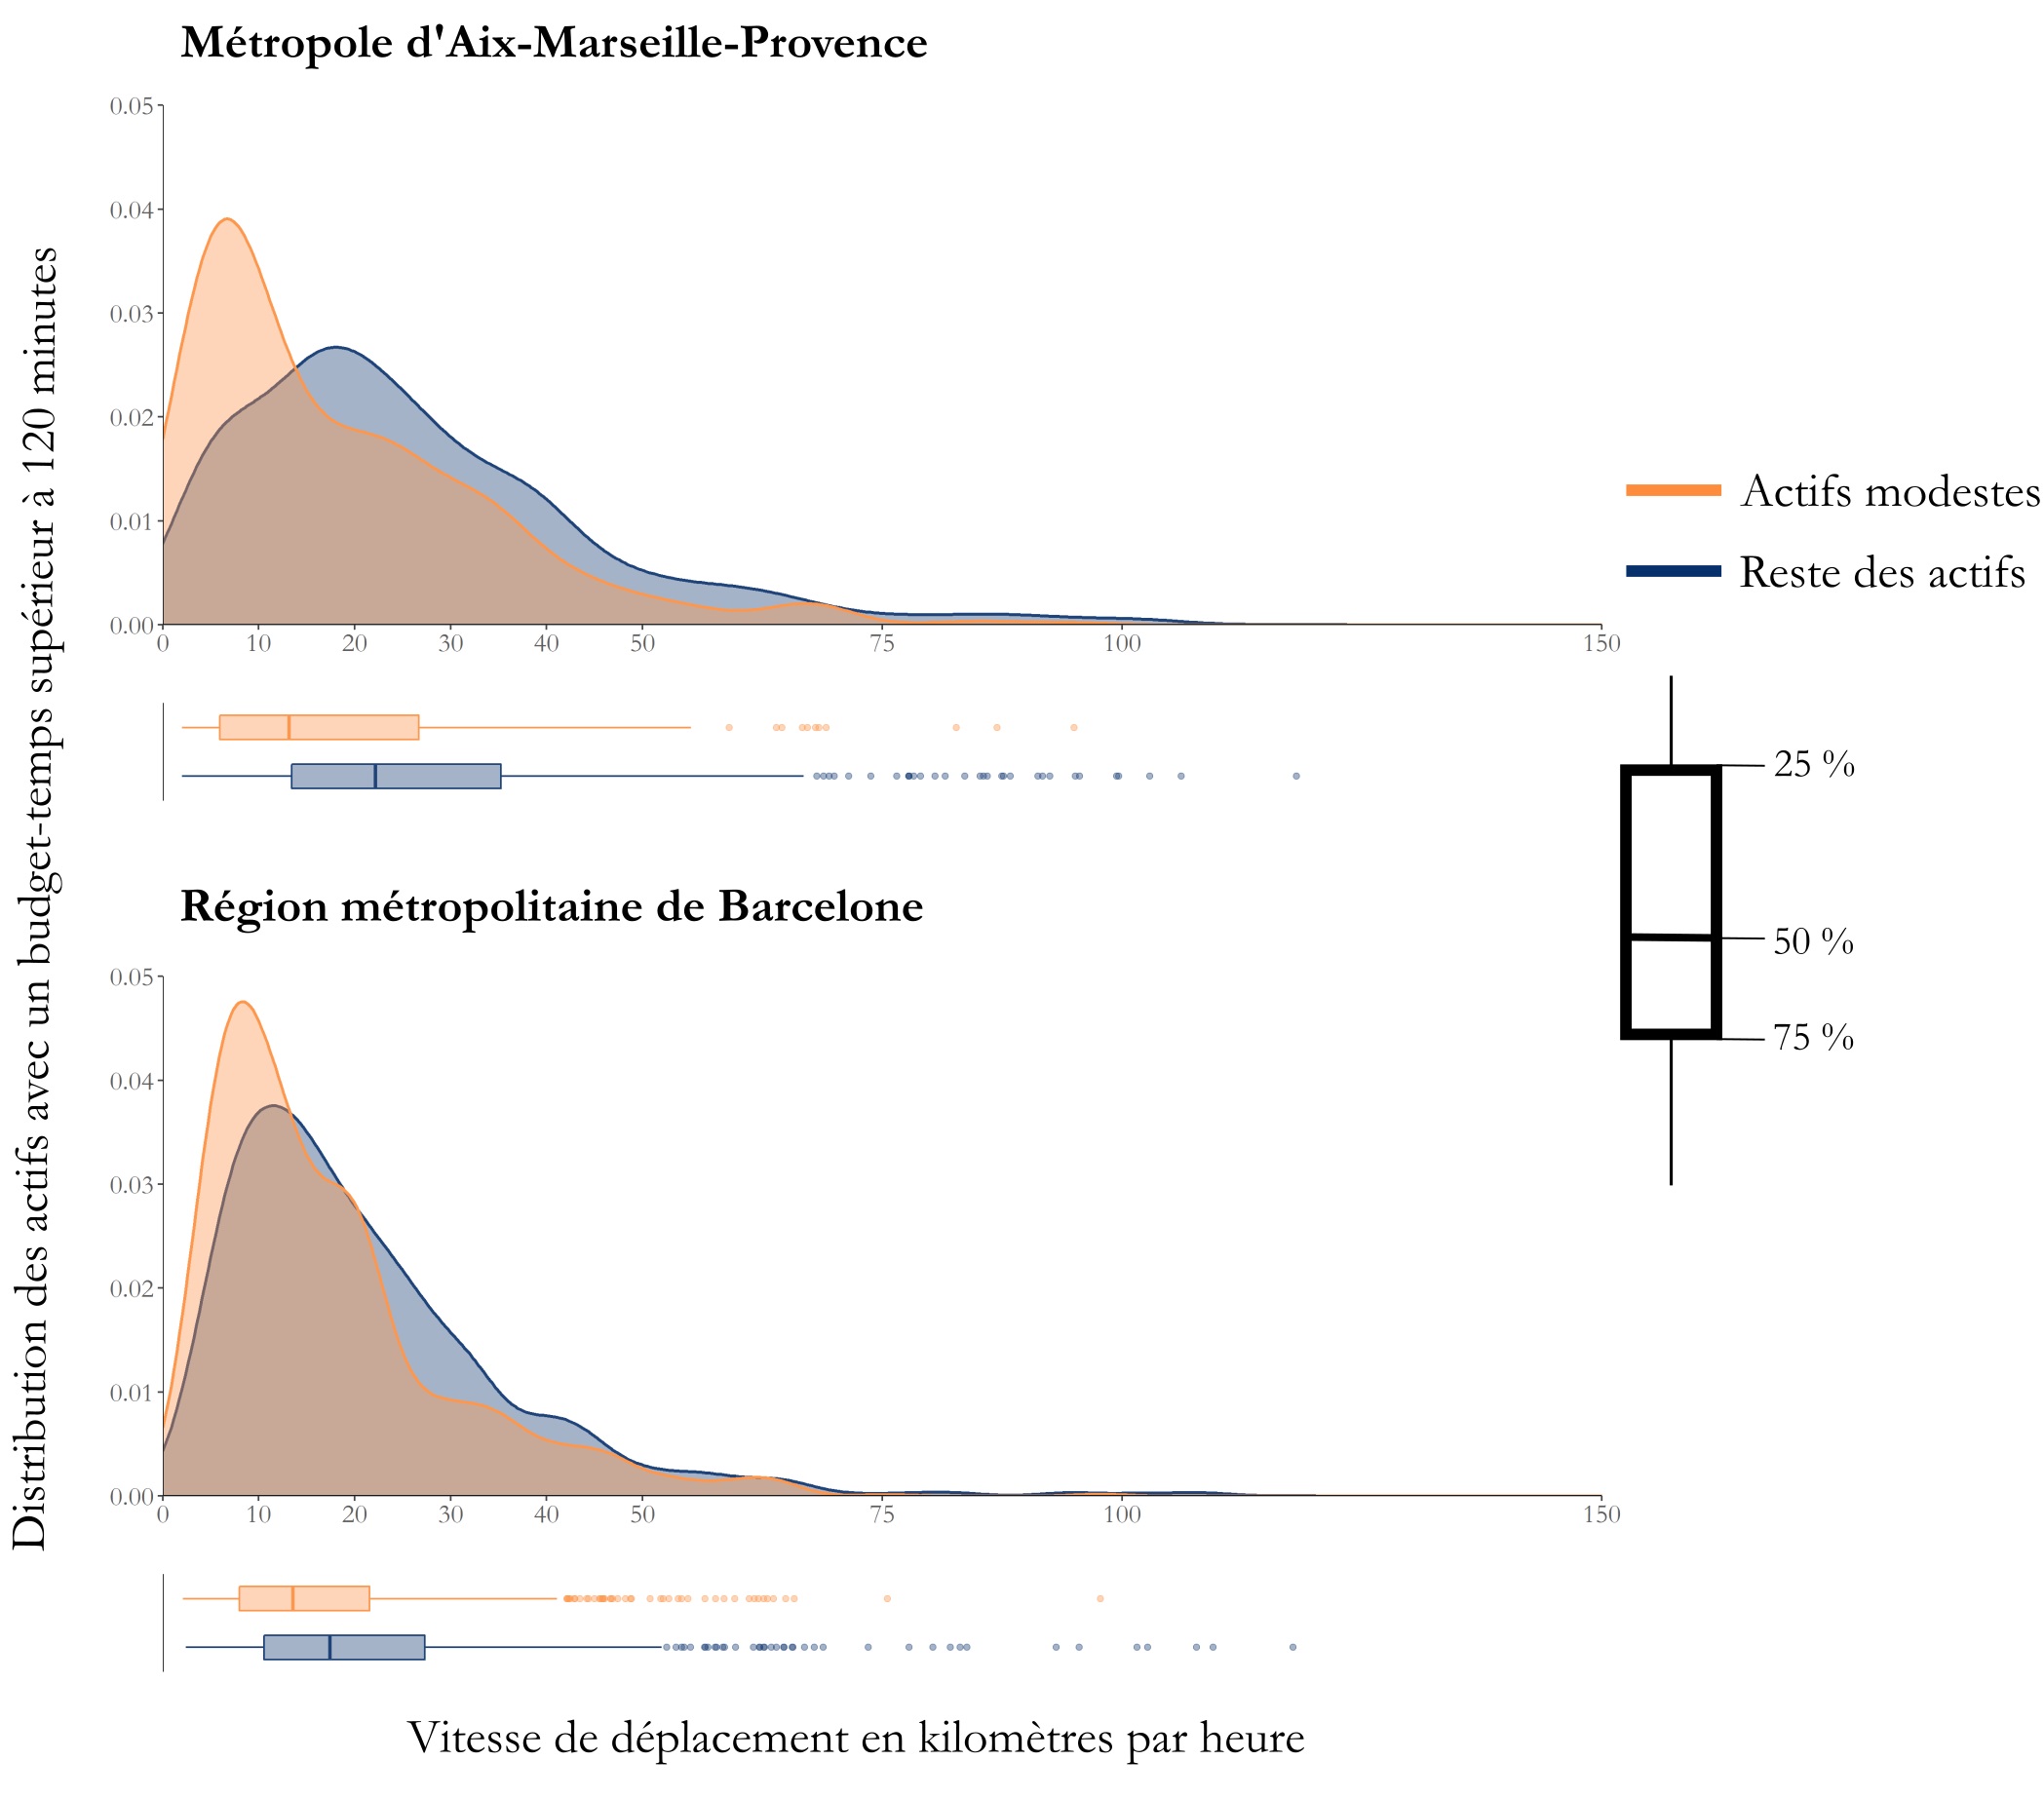 Métropole d'Aix-Marseille-Provence
Distribution des actifs avec un budget-temps supérieur à 120 minutes
0.05
0.04
0.03
0.02
0.01
0.00
0 10 20 30 40 50 75 100 150
Actifs modestes
Reste des actifs
25 %
50 %
75 %
Région métropolitaine de Barcelone
0.05
0.04
0.03
0.02
0.01
0.00
0 10 20 30 40 50 75 100 150
Vitesse de déplacement en kilomètres par heure